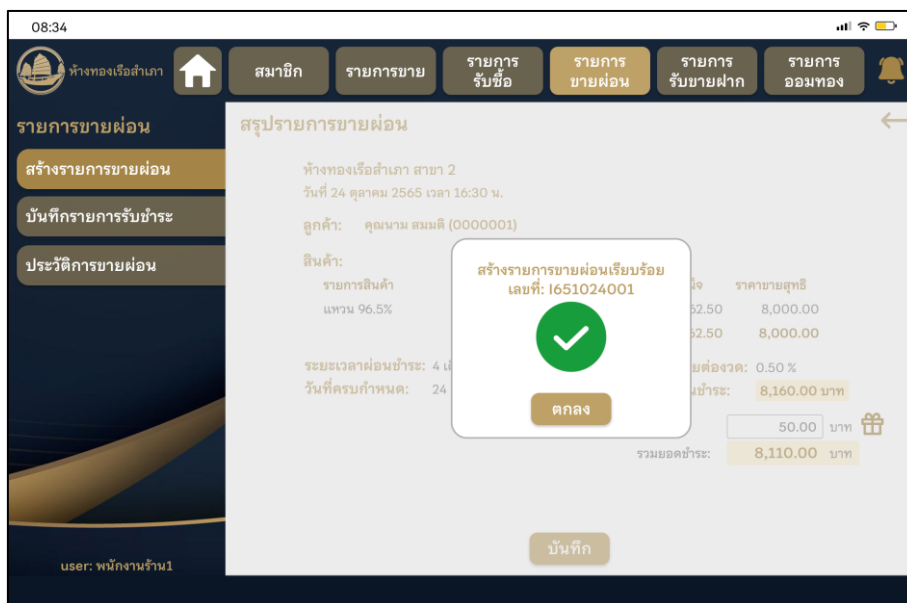 08:34
ห้างทองเรือสำเภา
สมาชิก
รายการขาย
รายการ
รับซื้อ
รายการ
ขายผ่อน
รายการ
รับขายฝาก
รายการ
ออมทอง
รายการขายผ่อน
สร้างรายการขายผ่อน
บันทึกรายการรับชำระ
ประวัติการขายผ่อน
user: พนักงานร้าน1
สรุปรายการขายผ่อน
ห้างทองเรือสำเภา สาขา 2
วันที่ 24 ตุลาคม 2565 เวลา 16:30 น.
ลูกค้า: คุณนาม สมมติ (0000001)
สินค้า:
รายการสินค้า ราคาขายสุทธิ
แหวน 96.5% 62.50 8,000.00
62.50 8,000.00
ระยะเวลาผ่อนชำระ: 4 ยต่องวด: 0.50 %
วันที่ครบกำหนด: 24 8,160.00 บาท
50.00 บาท
รวมยอดชำระ: 8,110.00 บาท
บันทึก
สร้างรายการขายผ่อนเรียบร้อย
เลขที่: I651024001
ตกลง